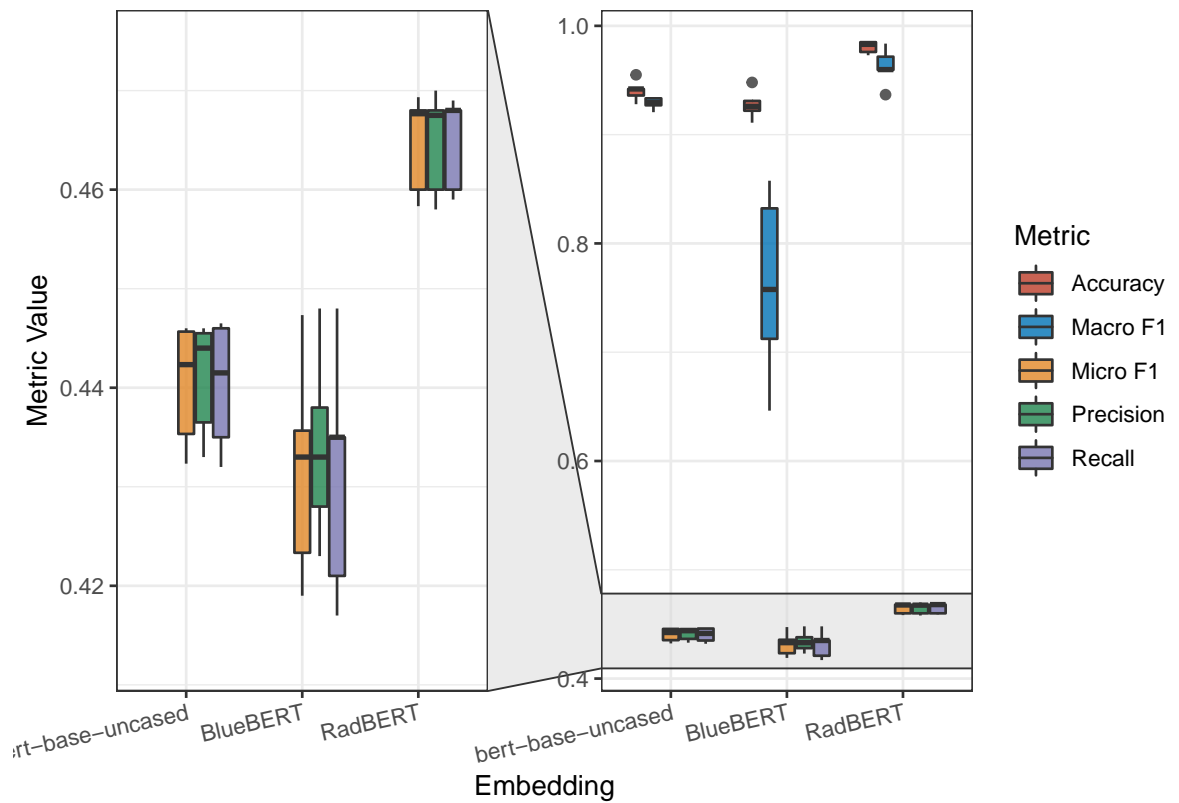 Metric Value
0.46
0.44
0.42
ert−base−uncased
BlueBERT
RadBERT
1.0
0.8
0.6
0.4
bert−base−uncased
BlueBERT
RadBERT
Embedding
Metric
Accuracy
Macro F1
Micro F1
Precision
Recall